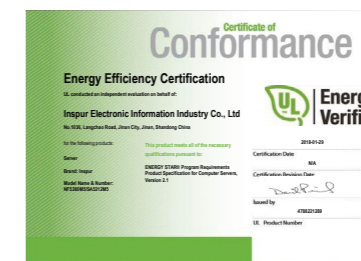 Certificate of
Conformance
Energy Efficiency Certification
UL conducted an independent evaluation on behalf of:
Inspur Electronic Information Industry Co., Ltd
No.1036, Langchao Road, Jinan City, Jinan, Shandong China
for the following products:
This product meets all of the necessary
qualifications pursuant to:
Server
Brand: Inspur
ENERGY STAR® Program Requirements
Product Specification for Computer Servers,
Version 2.1
Model Name & Number:
UL
Energ
Verifi
2018-01-29
Certification Date
N/A
Certification Revision Date
Issued by
4788221280
UL Product Number